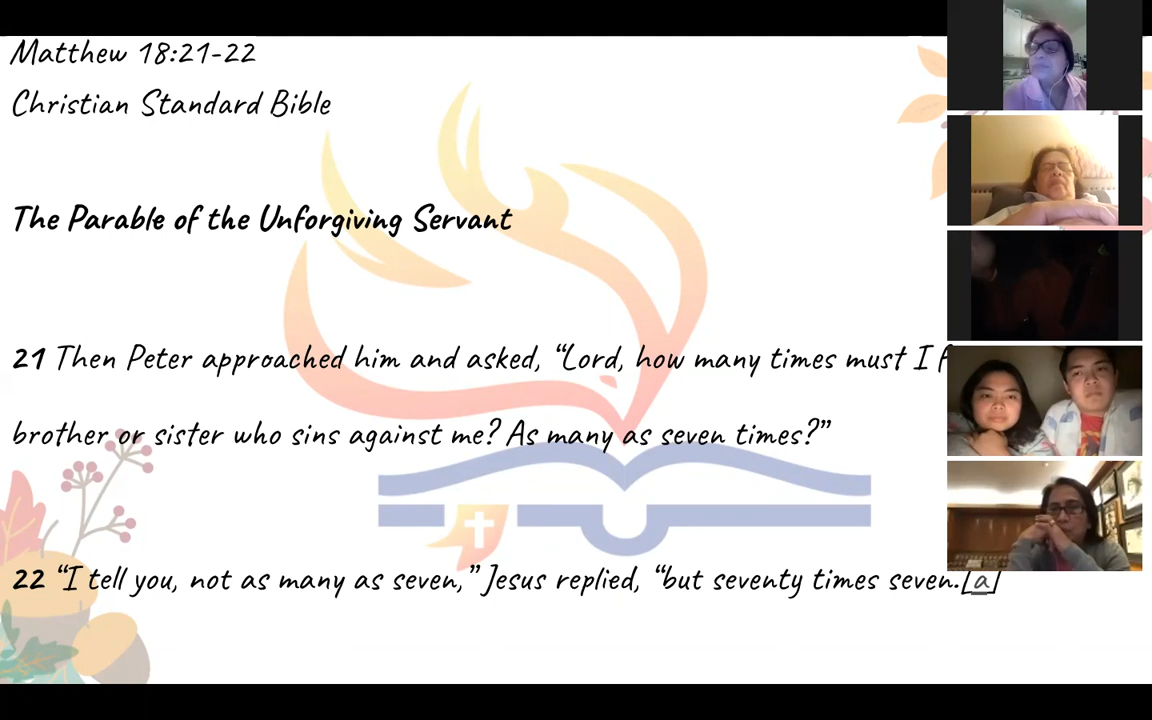 Matthew 18:21-22
Christian Standard Bible
The Parable of the Unforgiving Servant
21 Then Peter approached him and asked, “Lord, how many times must I f
brother or sister who sins against me? As many as seven times?”
22 “I tell you, not as many as seven,” Jesus replied, “but seventy times seven.[a]